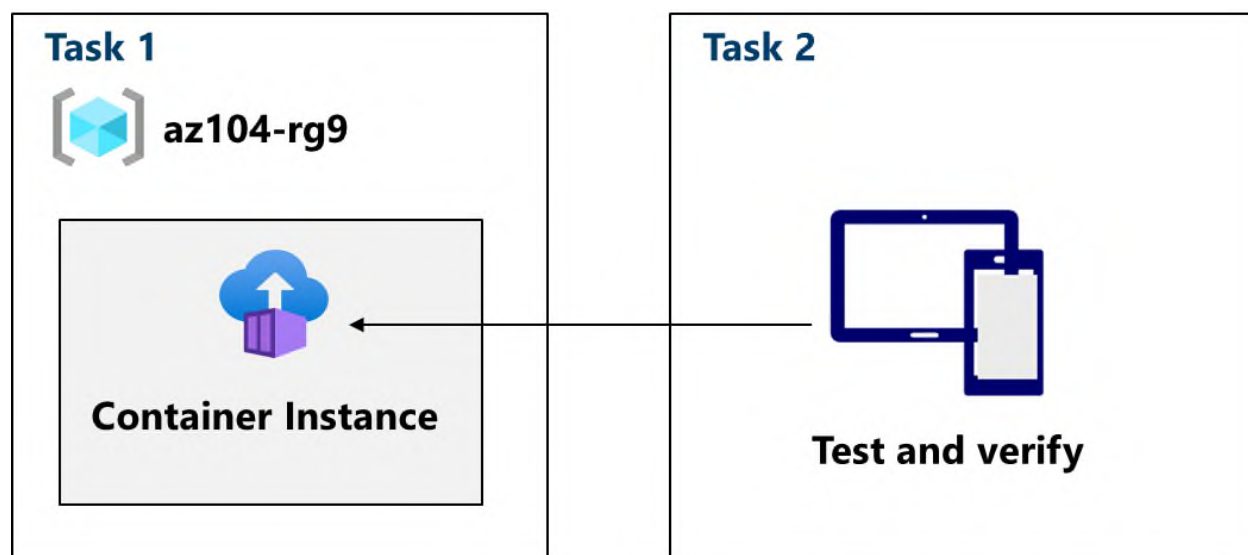 Task 1
az104-rg9
Container Instance
Task 2
Test and verify